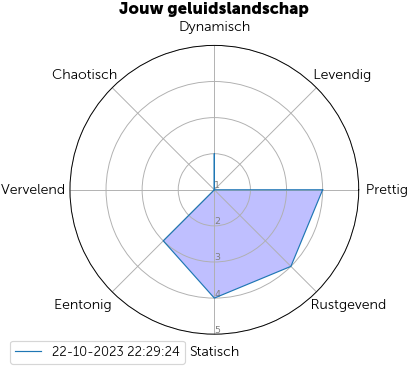 Jouw geluidslandschap
Dynamisch
Chaotisch
Levendig
Vervelend
Prettig
1
2
3
4
5
Eentonig
Rustgevend
22-10-2023 22:29:24
Statisch